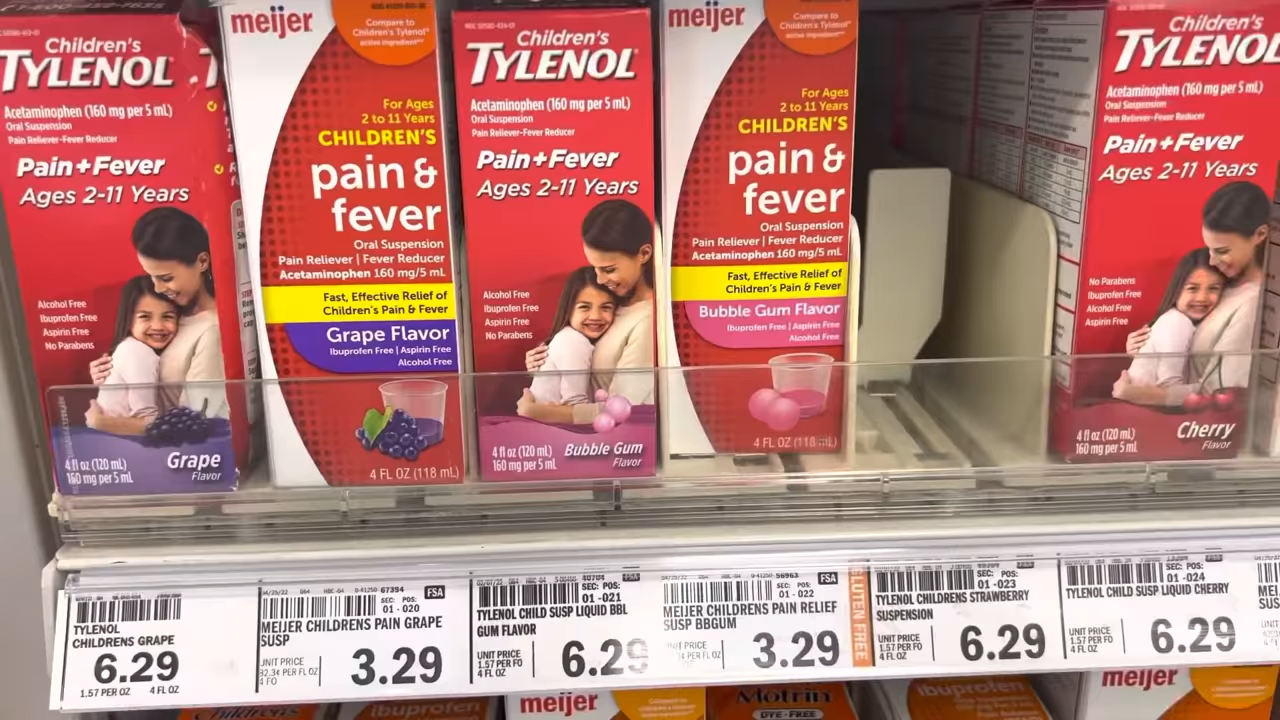 Children's
TYLENOL
Acetaminophen (160 mg per 5 mL)
Oral Suspension
Pain Reliever-Fever Reducer
Pain+Fever
Ages 2-11 Years
Alcohol Free
Ibuprofen Free
Aspirin Free
No Parabens
4 fl oz (120 mL)
160 mg per 5 mL
Grape
Flavor
meijer
Compare to
Children's Tylenol®
active ingredient**
For Ages
2 to 11 Years
CHILDREN'S
pain &
fever
Oral Suspension
Pain Reliever | Fever Reducer
Acetaminophen 160 mg/5 mL
Fast, Effective Relief of
Children's Pain & Fever
Grape Flavor
Ibuprofen Free | Aspirin Free
Alcohol Free
4 FL OZ (118 mL)
Children's
TYLENOL
Acetaminophen (160 mg per 5 mL)
Oral Suspension
Pain Reliever-Fever Reducer
Pain+Fever
Ages 2-11 Years
Alcohol Free
Ibuprofen Free
Aspirin Free
No Parabens
4 fl oz (120 mL)
160 mg per 5 mL
Bubble Gum
Flavor
meijer
Compare to
Children's Tylenol®
active ingredient**
For Ages
2 to 11 Years
CHILDREN'S
pain &
fever
Oral Suspension
Pain Reliever | Fever Reducer
Acetaminophen 160 mg/5 mL
Fast, Effective Relief of
Children's Pain & Fever
Bubble Gum Flavor
Ibuprofen Free | Aspirin Free
Alcohol Free
4 FL OZ (118 mL)
Children's
TYLENOL
Acetaminophen (160 mg per 5 mL)
Oral Suspension
Pain Reliever-Fever Reducer
Pain+Fever
Ages 2-11 Years
No Parabens
Ibuprofen Free
Alcohol Free
Aspirin Free
4 fl oz (120 mL)
160 mg per 5 mL
Cherry
Flavor
TYLENOL
CHILDRENS GRAPE
6.29
1.57 PER OZ 4 FL OZ
67394 FSA
SEC: POS:
01 -020
MEIJER CHILDRENS PAIN GRAPE
SUSP
UNIT PRICE
4 FO
3.29
SEC: POS:
01 -021
TYLENOL CHILD SUSP LIQUID BBL
GUM FLAVOR
UNIT PRICE
1.57 PER FO
4 FL OZ
6.29
56963 FSA
SEC: POS:
01 -022
MEIJER CHILDRENS PAIN RELIEF
SUSP BBGUM
UNIT PRICE
4 FL OZ
3.29
GLUTEN FREE
SEC: POS:
01 -023
TYLENOL CHILDRENS STRAWBERRY
SUSPENSION
UNIT PRICE
1.57 PER FO
4 FL OZ
6.29
SEC: POS:
01 -024
TYLENOL CHILD SUSP LIQUID CHERRY
UNIT PRICE
1.57 PER FO
4 FL OZ
6.29
Children's
Ibuprofen
meijer
Motrin
DYE-FREE
Ibuprofen
meijer